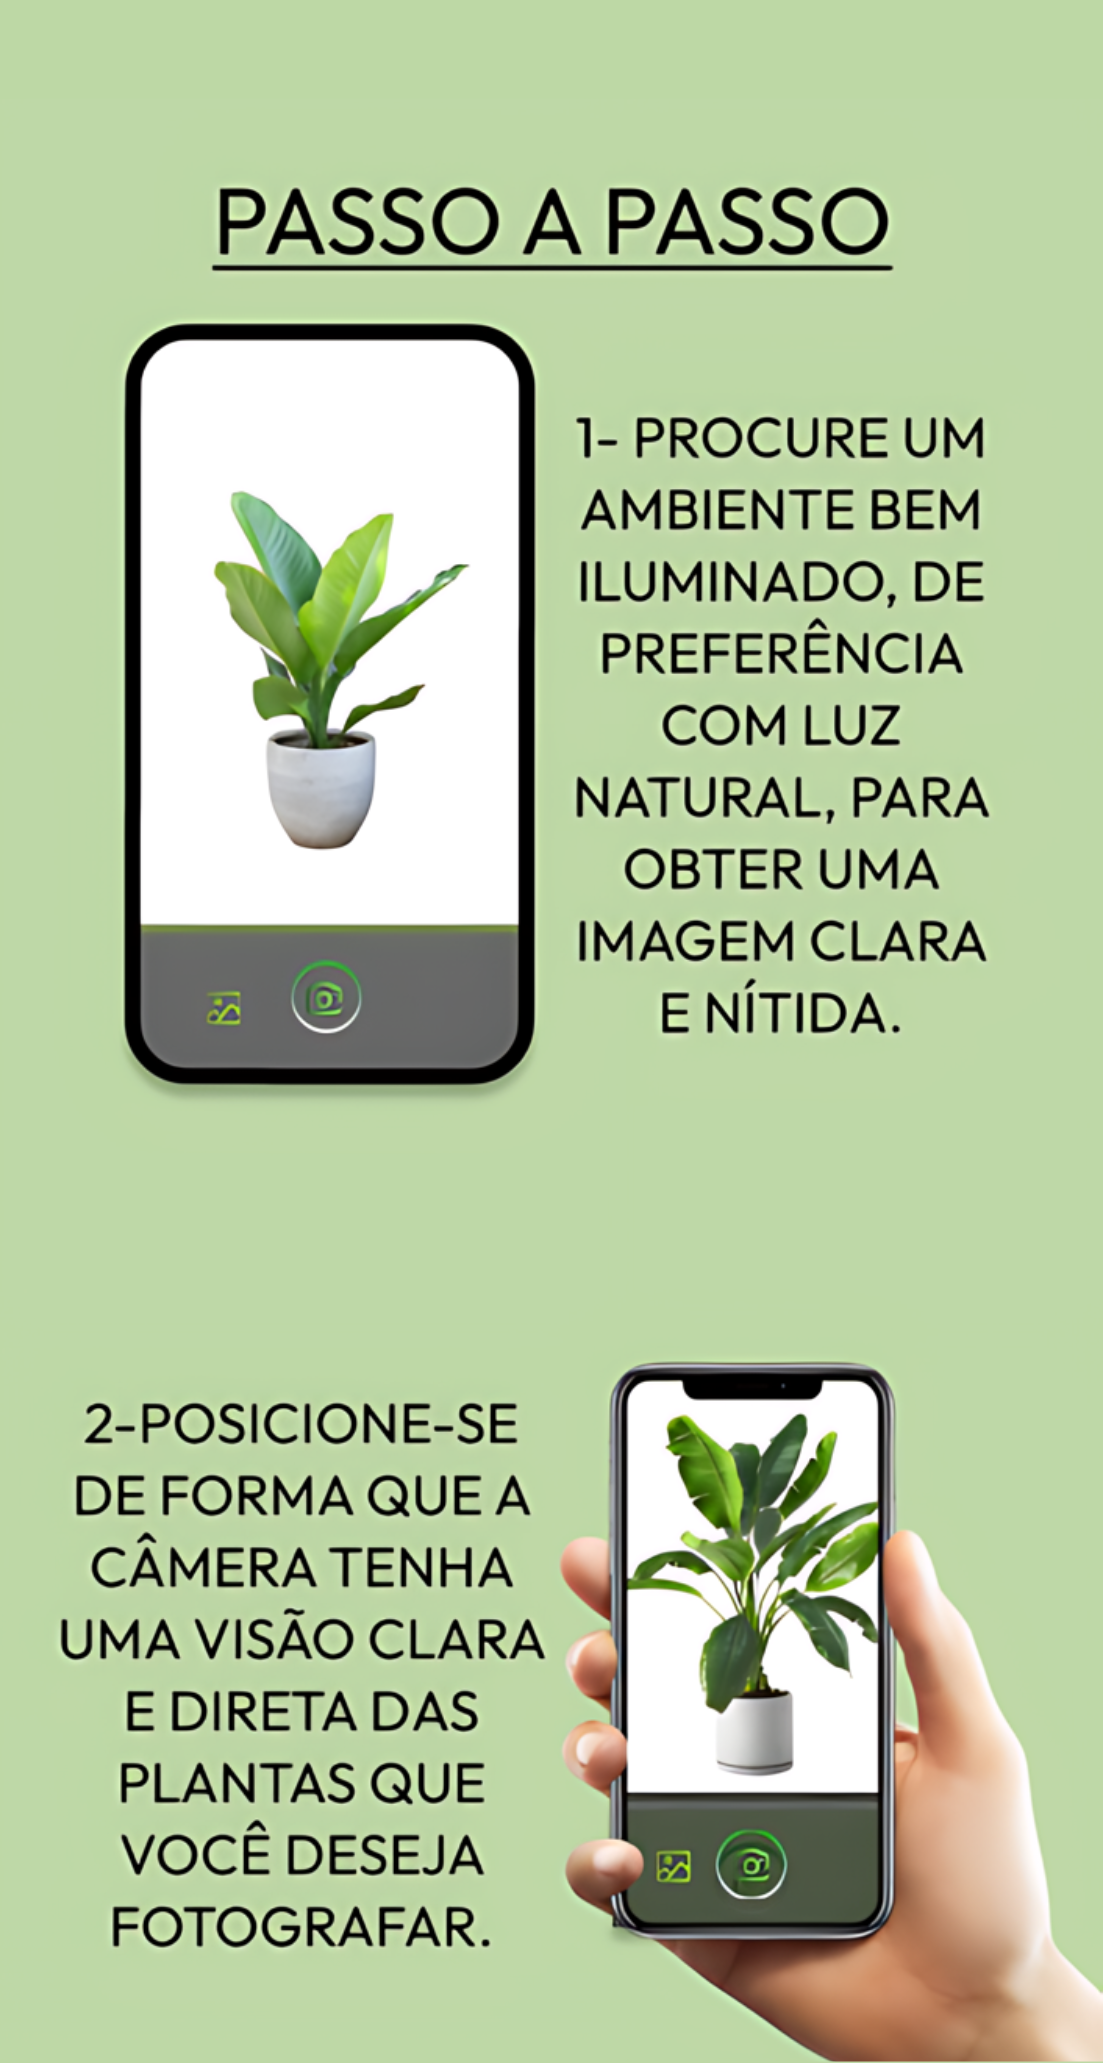 PASSO A PASSO
1- PROCURE UM
AMBIENTE BEM
ILUMINADO, DE
PREFERÊNCIA
COM LUZ
NATURAL, PARA
OBTER UMA
IMAGEM CLARA
E NÍTIDA.
2-POSICIONE-SE
DE FORMA QUE A
CÂMERA TENHA
UMA VISÃO CLARA
E DIRETA DAS
PLANTAS QUE
VOCÊ DESEJA
FOTOGRAFAR.